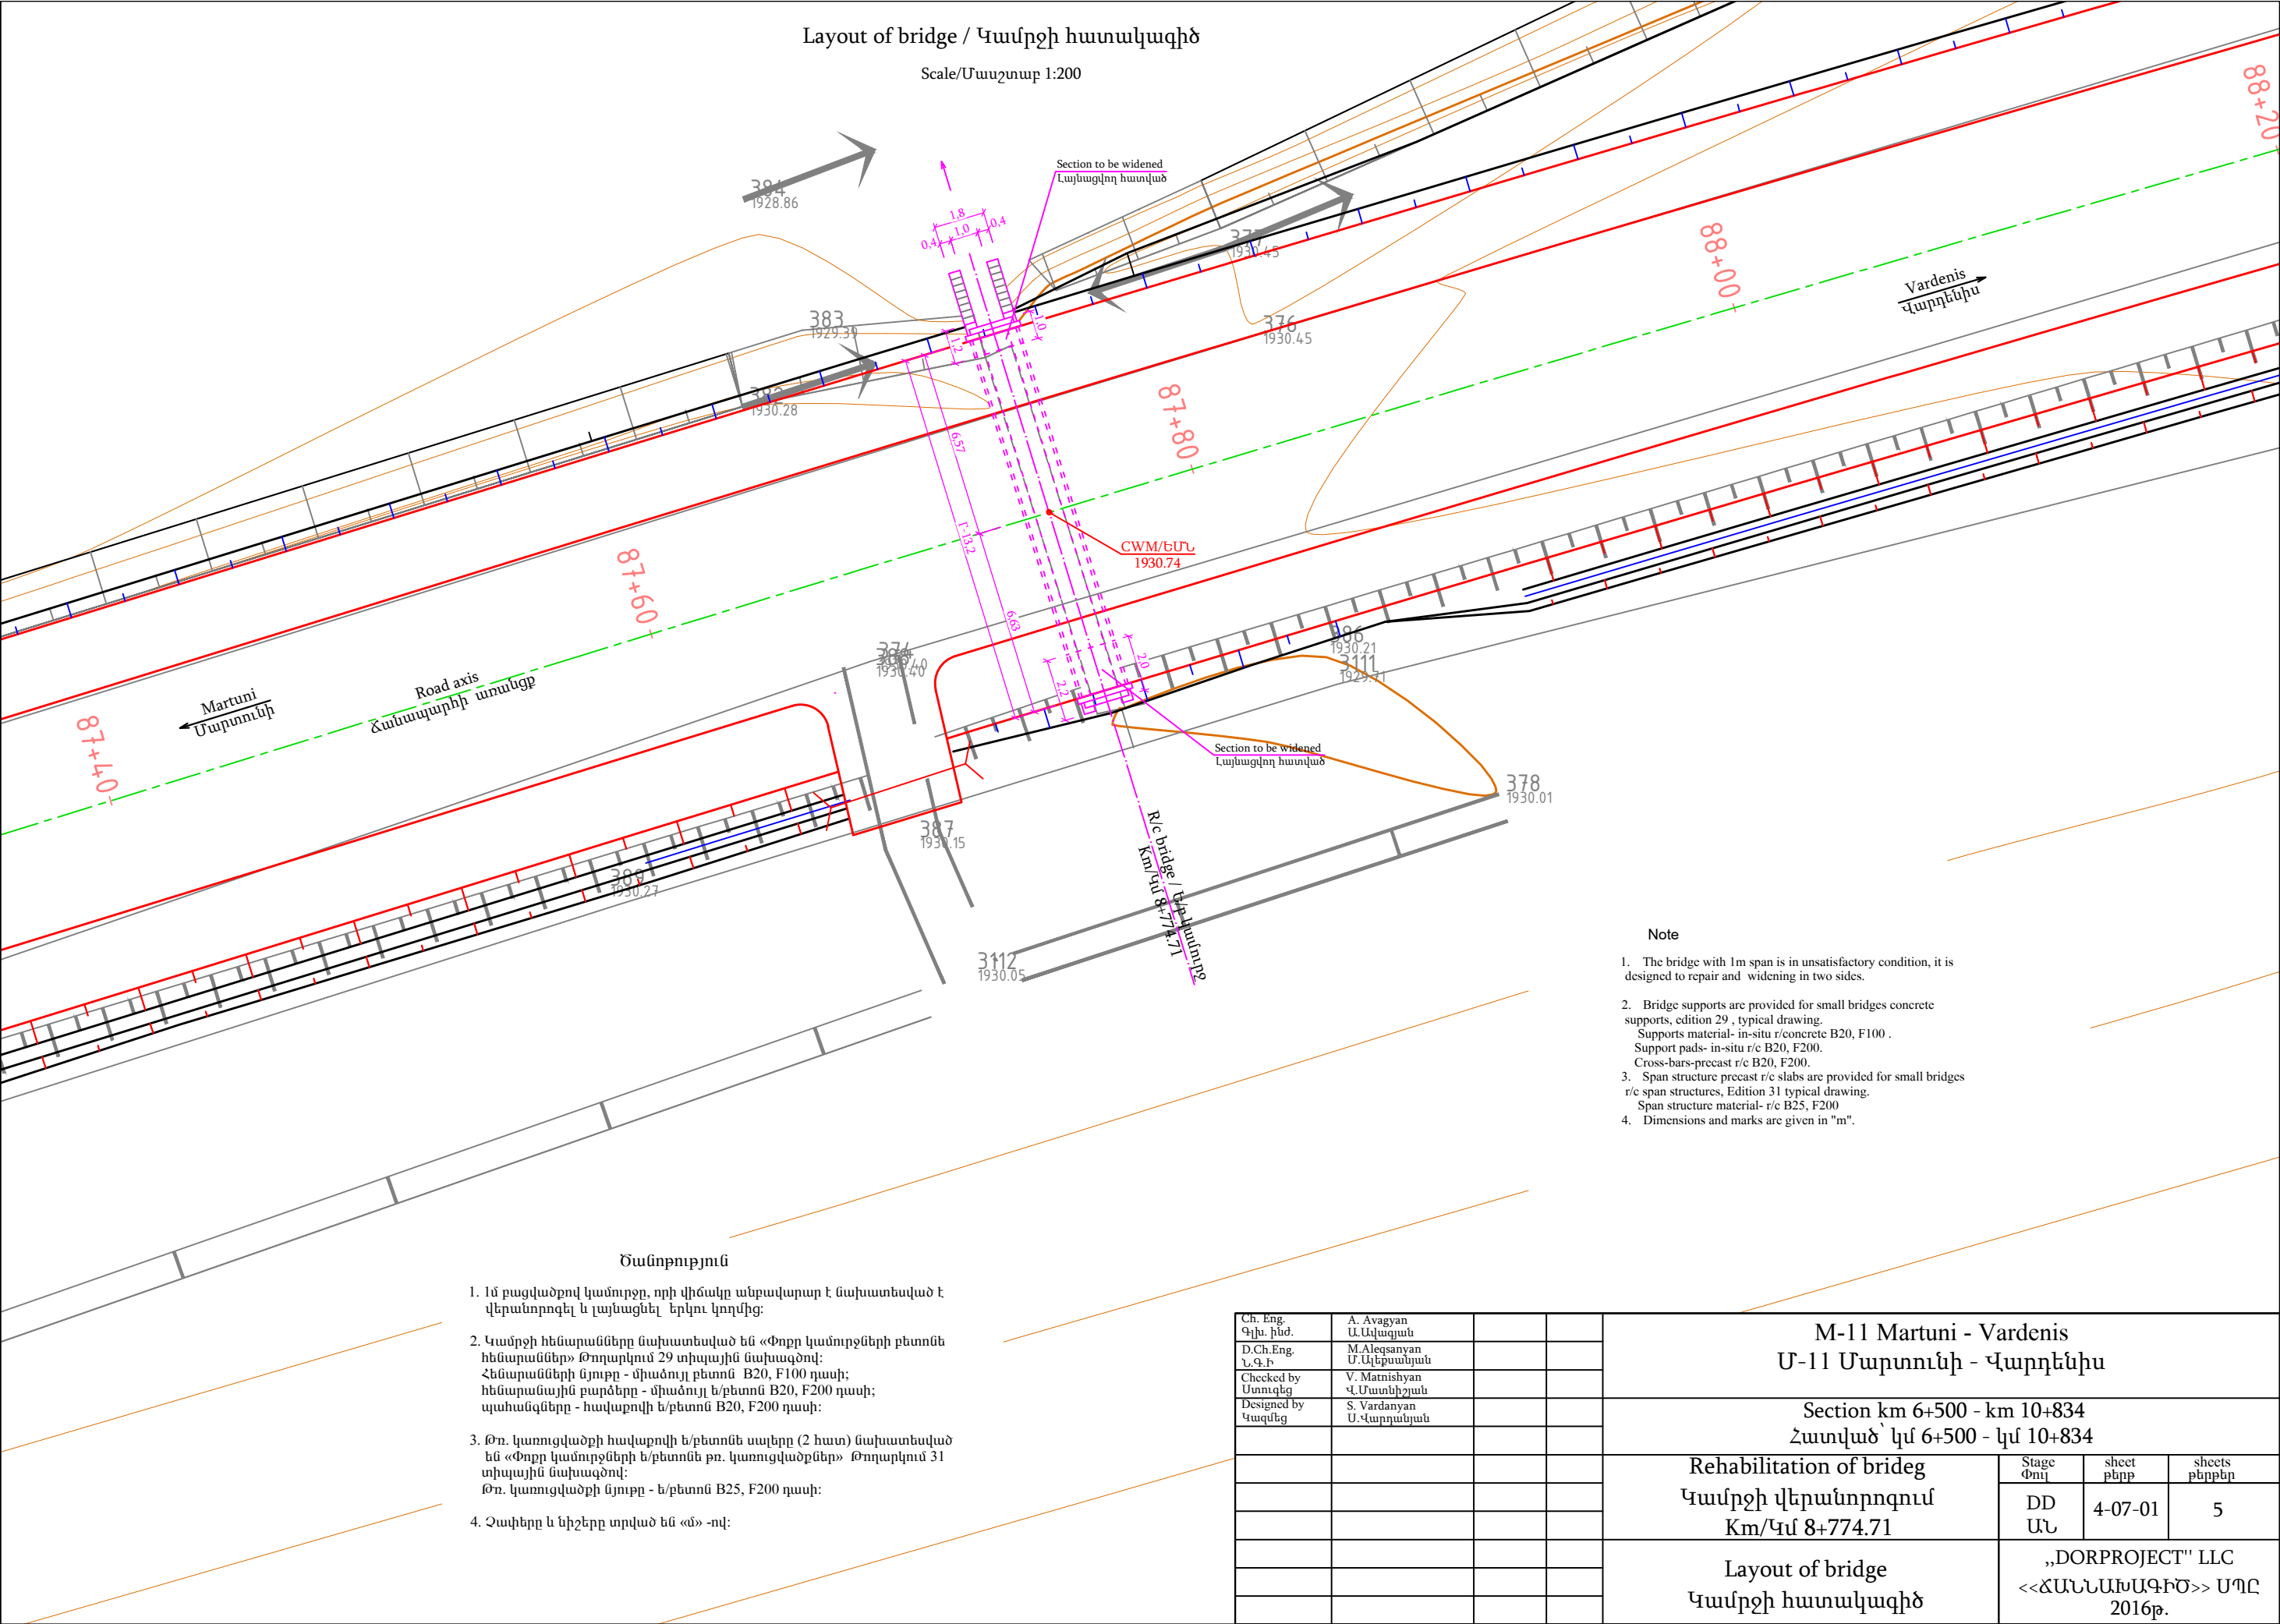 Layout of bridge / Կամրջի հատակագիծ
Scale/Մասշտաբ 1:200
88+20
384
1928.86
Section to be widened
Լայնացվող հատված
1,8
0,4
1,0
0,4
377
1930.45
88+00
Vardenis
Վարդենիս
383
1929.39
1,2
1,0
376
1930.45
382
1930.28
87+80
6,57
Г-13,2
CWM/ԵՄՆ
1930.74
87+60
6,63
374
1930.40
386
1930.21
3111
1929.71
2,0
2,2
Road axis
Ճանապարհի առանցք
Martuni
Մարտունի
87+40
Section to be widened
Լայնացվող հատված
378
1930.01
387
1930.15
R/c bridge / Ե/բ կամուրջ
Km/Կմ 8+774.71
389
1930.27
3112
1930.05
Note
1. The bridge with 1m span is in unsatisfactory condition, it is
designed to repair and widening in two sides.
2. Bridge supports are provided for small bridges concrete
supports, edition 29 , typical drawing.
Supports material- in-situ r/concrete B20, F100 .
Support pads- in-situ r/c B20, F200.
Cross-bars-precast r/c B20, F200.
3. Span structure precast r/c slabs are provided for small bridges
r/c span structures, Edition 31 typical drawing.
Span structure material- r/c B25, F200
4. Dimensions and marks are given in "m".
Ծանոթություն
1. 1մ բացվածքով կամուրջը, որի վիճակը անբավարար է նախատեսված է
վերանորոգել և լայնացնել երկու կողմից:
2. Կամրջի հենարանները նախատեսված են «Փոքր կամուրջների բետոնե
հենարաններ» Թողարկում 29 տիպային նախագծով:
Հենարանների նյութը - միաձույլ բետոն B20, F100 դասի;
հենարանային բարձերը - միաձույլ ե/բետոն B20, F200 դասի;
պահանգները - հավաքովի ե/բետոն B20, F200 դասի:
3. Թռ. կառուցվածքի հավաքովի ե/բետոնե սալերը (2 հատ) նախատեսված
են «Փոքր կամուրջների ե/բետոնե թռ. կառուցվածքներ» Թողարկում 31
տիպային նախագծով:
Թռ. կառուցվածքի նյութը - ե/բետոն B25, F200 դասի:
4. Չափերը և նիշերը տրված են «մ» -ով:
Ch. Eng. A. Avagyan
Գլխ. ինժ. Ա.Ավագյան
D.Ch.Eng. M.Aleqsanyan
Ն.Գ.Ի Մ.Ալեքսանյան
Checked by V. Matnishyan
Ստուգեց Վ.Մատնիշյան
Designed by S. Vardanyan
Կազմեց Ս.Վարդանյան
M-11 Martuni - Vardenis
Մ-11 Մարտունի - Վարդենիս
Section km 6+500 - km 10+834
Հատված՝ կմ 6+500 - կմ 10+834
Rehabilitation of brideg
Կամրջի վերանորոգում
Km/Կմ 8+774.71
Stage sheet sheets
Փուլ թերթ թերթեր
DD 4-07-01 5
ԱՆ
Layout of bridge
Կամրջի հատակագիծ
,,DORPROJECT'' LLC
<<ՃԱՆՆԱԽԱԳԻԾ>> ՍՊԸ
2016թ.